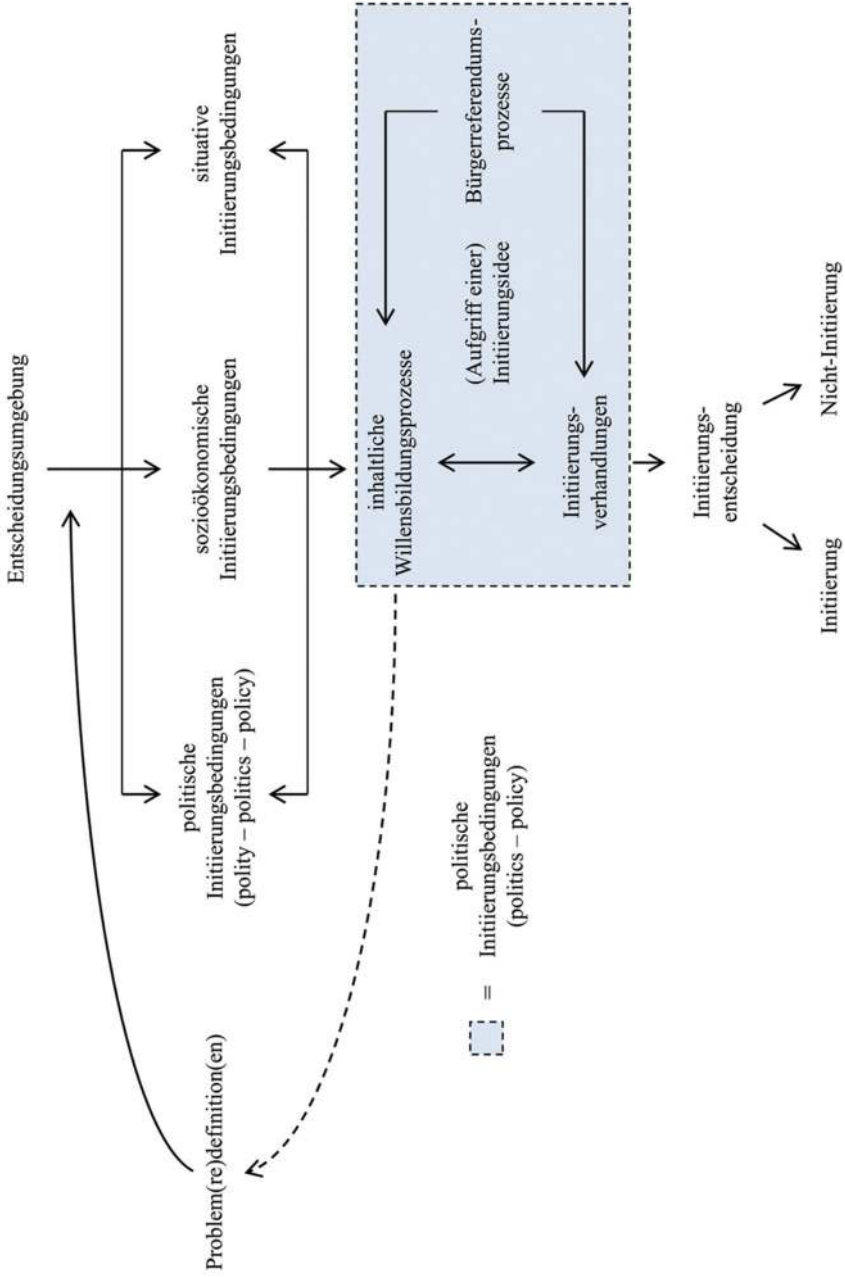 Entscheidungsumgebung
Problem(re)definition(en)
politische
Initiierungsbedingungen
(polity – politics – policy)
sozioökonomische
Initiierungsbedingungen
situative
Initiierungsbedingungen
inhaltliche
Willensbildungsprozesse
(Aufgriff einer)
Initiierungsidee
Bürgerreferendums-
prozesse
Initiierungs-
verhandlungen
=
politische
Initiierungsbedingungen
(politics – policy)
Initiierungs-
entscheidung
Initiierung
Nicht-Initiierung